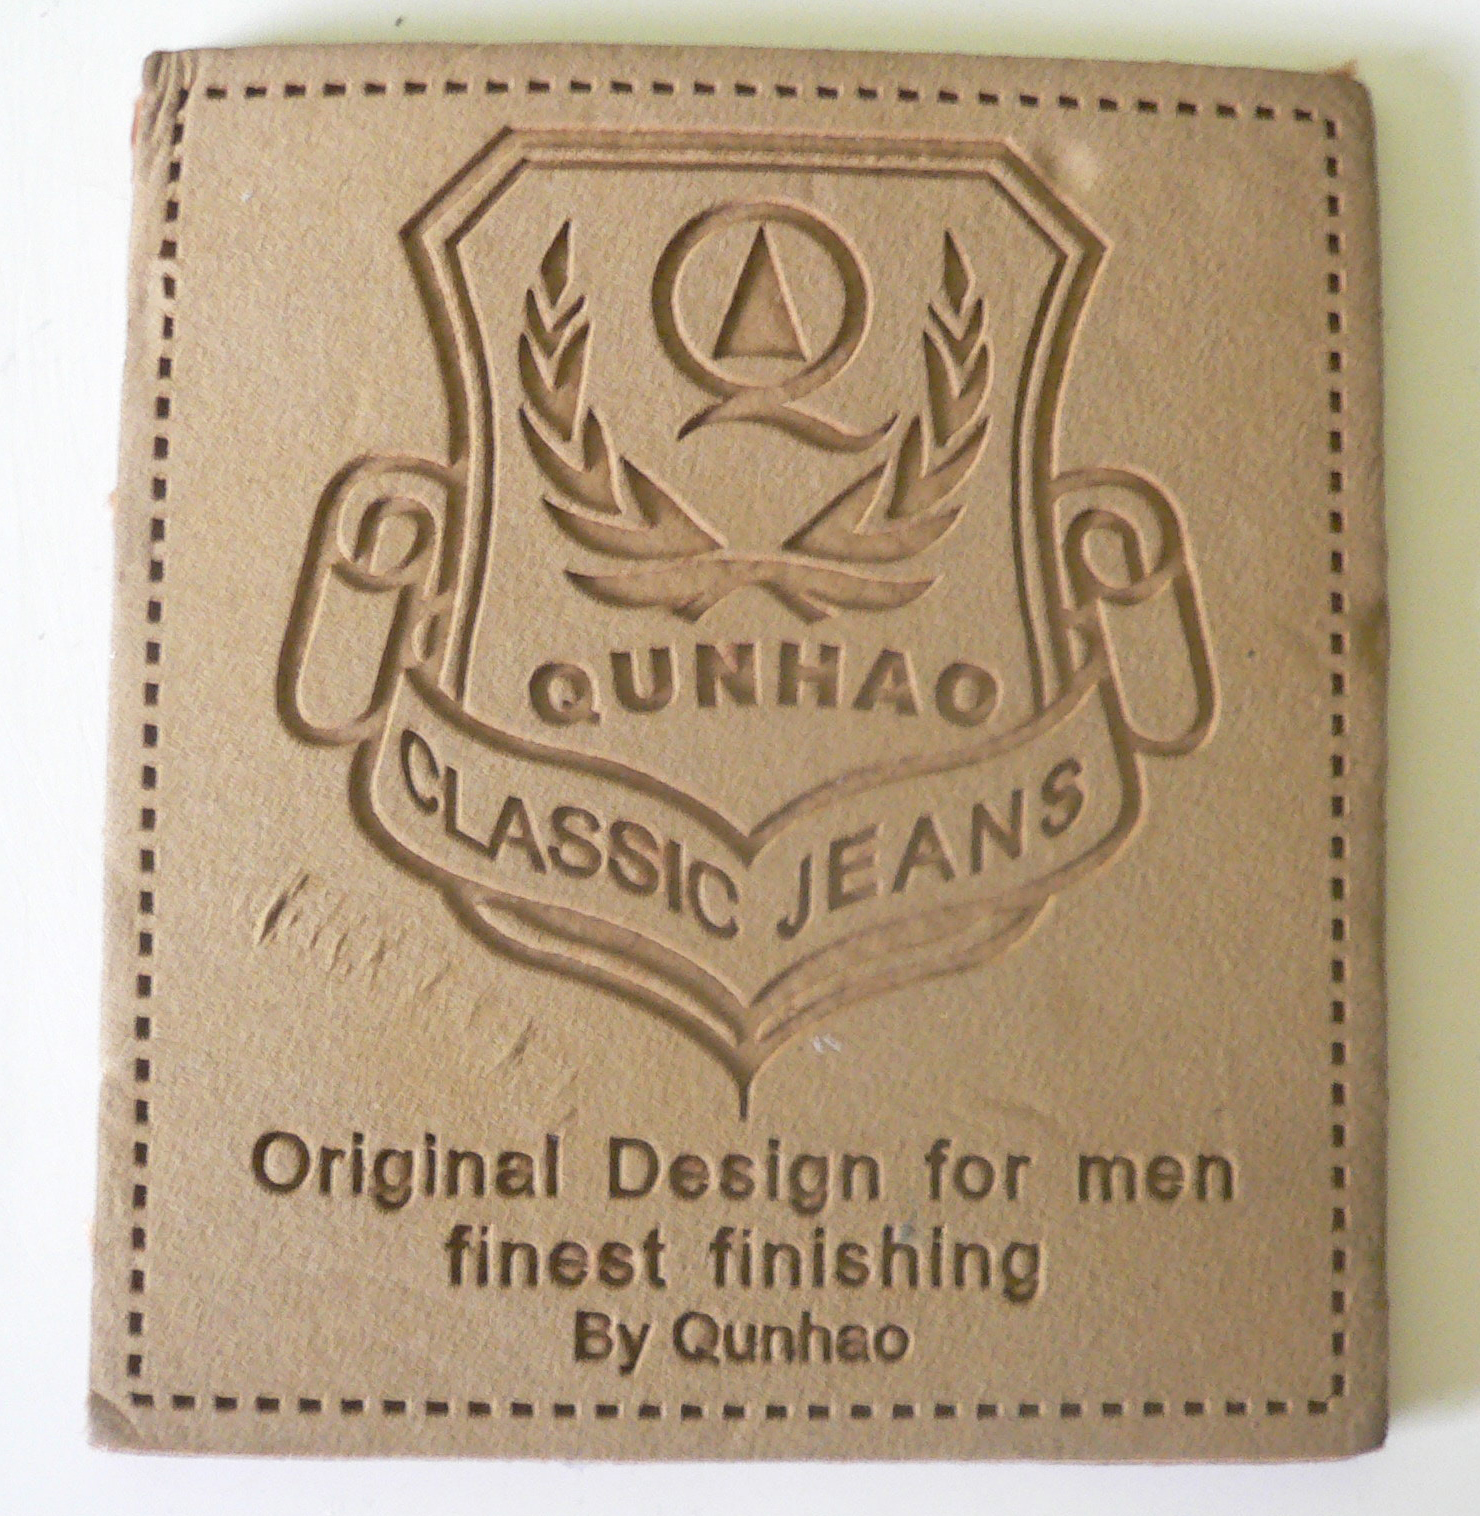 Q
QUNHAO
CLASSIC JEANS
Original Design for men
finest finishing
By Qunhao